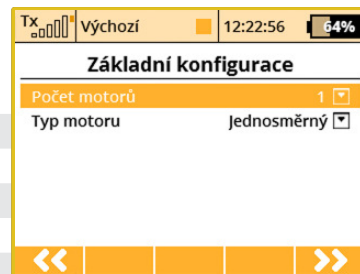 Tx Výchozí 12:22:56 64%
Základní konfigurace
Počet motorů 1
Typ motoru Jednosměrný